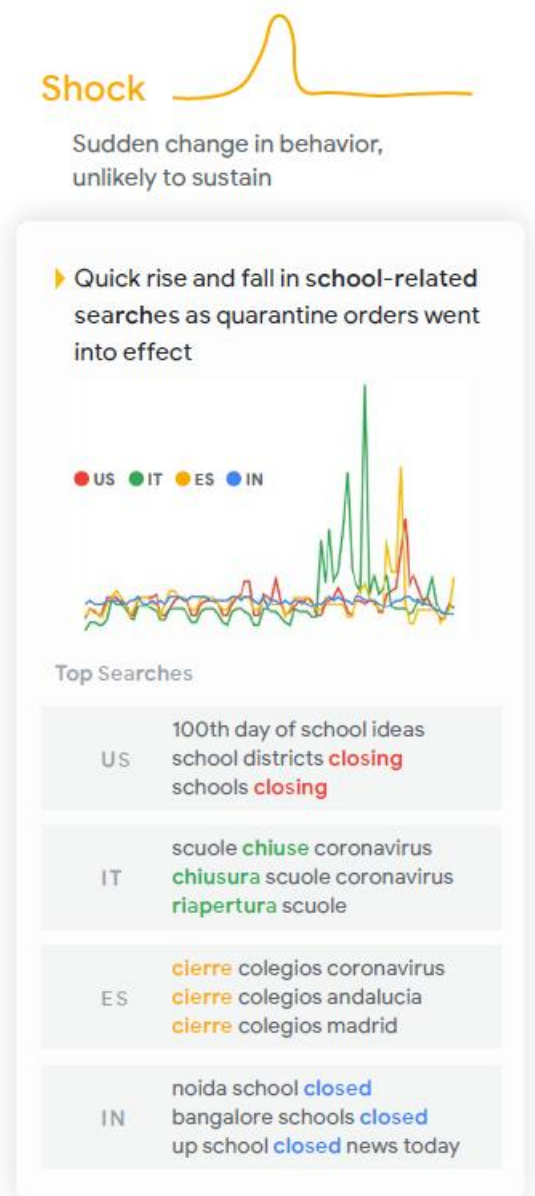 Shock
Sudden change in behavior,
unlikely to sustain
Quick rise and fall in school-related
searches as quarantine orders went
into effect
US IT ES IN
Top Searches
US
100th day of school ideas
school districts closing
schools closing
IT
scuole chiuse coronavirus
chiusura scuole coronavirus
riapertura scuole
ES
cierre colegios coronavirus
cierre colegios andalucia
cierre colegios madrid
IN
noida school closed
bangalore schools closed
up school closed news today